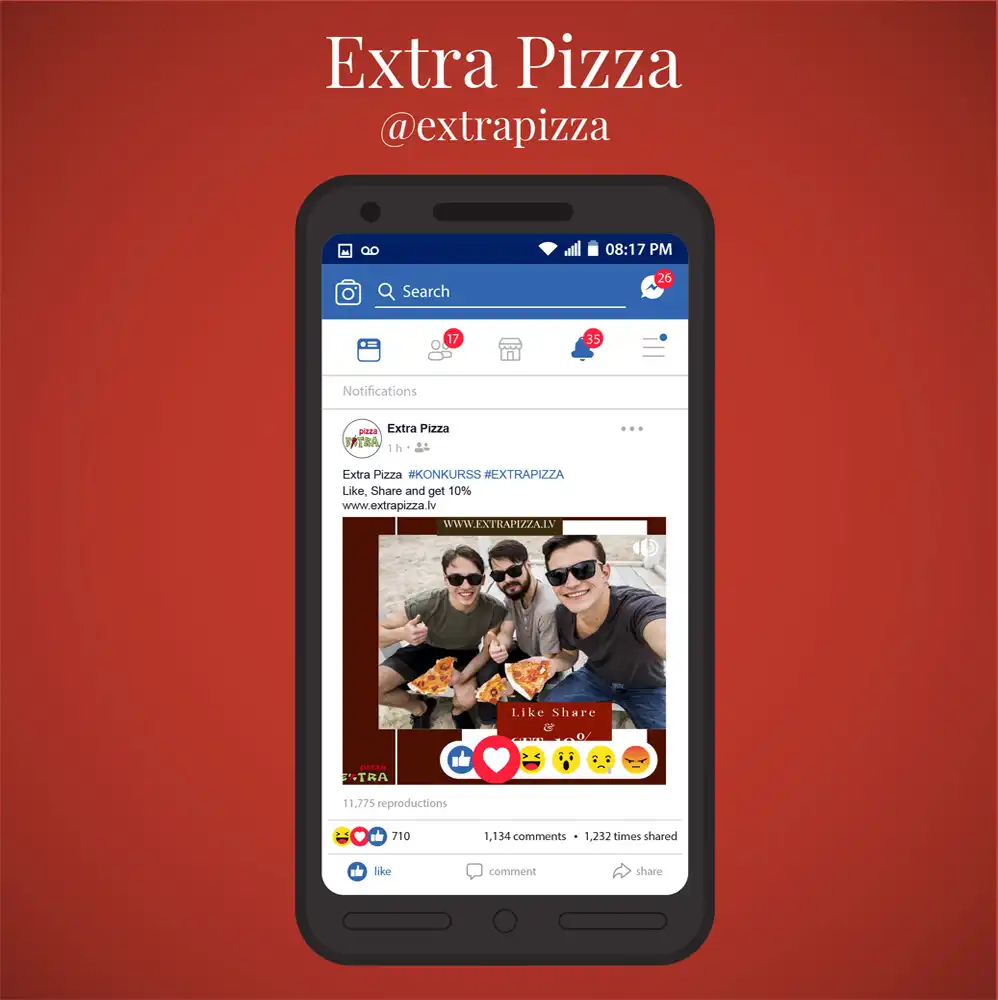 Extra Pizza
@extrapizza
08:17 PM
Search
26
17
35
Notifications
pizza
EXTRA
Extra Pizza
1 h
Extra Pizza #KONKURSS #EXTRAPIZZA
Like, Share and get 10%
www.extrapizza.lv
WWW.EXTRAPIZZA.LV
Like Share
&
GET 10%
pizza
EXTRA
11,775 reproductions
710 1,134 comments • 1,232 times shared
like comment share